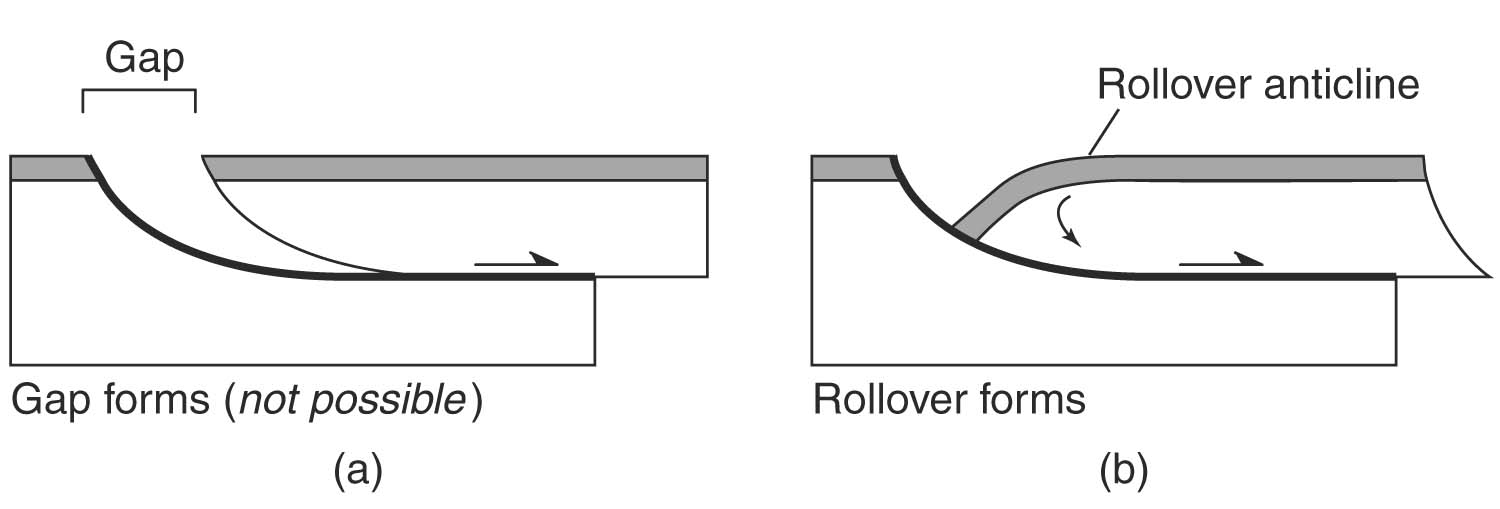 Gap
Rollover anticline
Gap forms (not possible)
Rollover forms
(a)
(b)